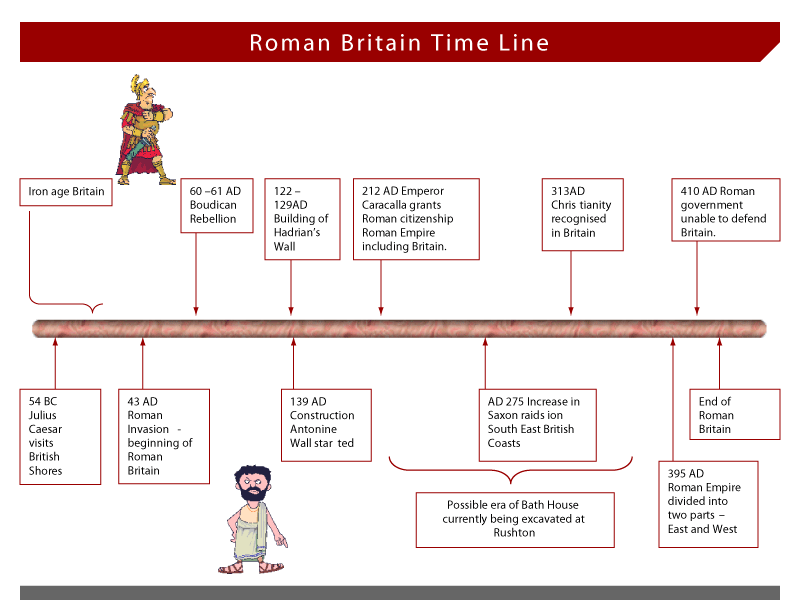 Roman Britain Time Line
Iron age Britain
60 –61 AD
Boudican
Rebellion
122 –
129AD
Building of
Hadrian's
Wall
212 AD Emperor
Caracalla grants
Roman citizenship
Roman Empire
including Britain.
313AD
Chris tianity
recognised
in Britain
410 AD Roman
government
unable to defend
Britain.
54 BC
Julius
Caesar
visits
British
Shores
43 AD
Roman
Invasion -
beginning of
Roman
Britain
139 AD
Construction
Antonine
Wall star ted
AD 275 Increase in
Saxon raids ion
South East British
Coasts
End of
Roman
Britain
395 AD
Roman Empire
divided into
two parts –
East and West
Possible era of Bath House
currently being excavated at
Rushton